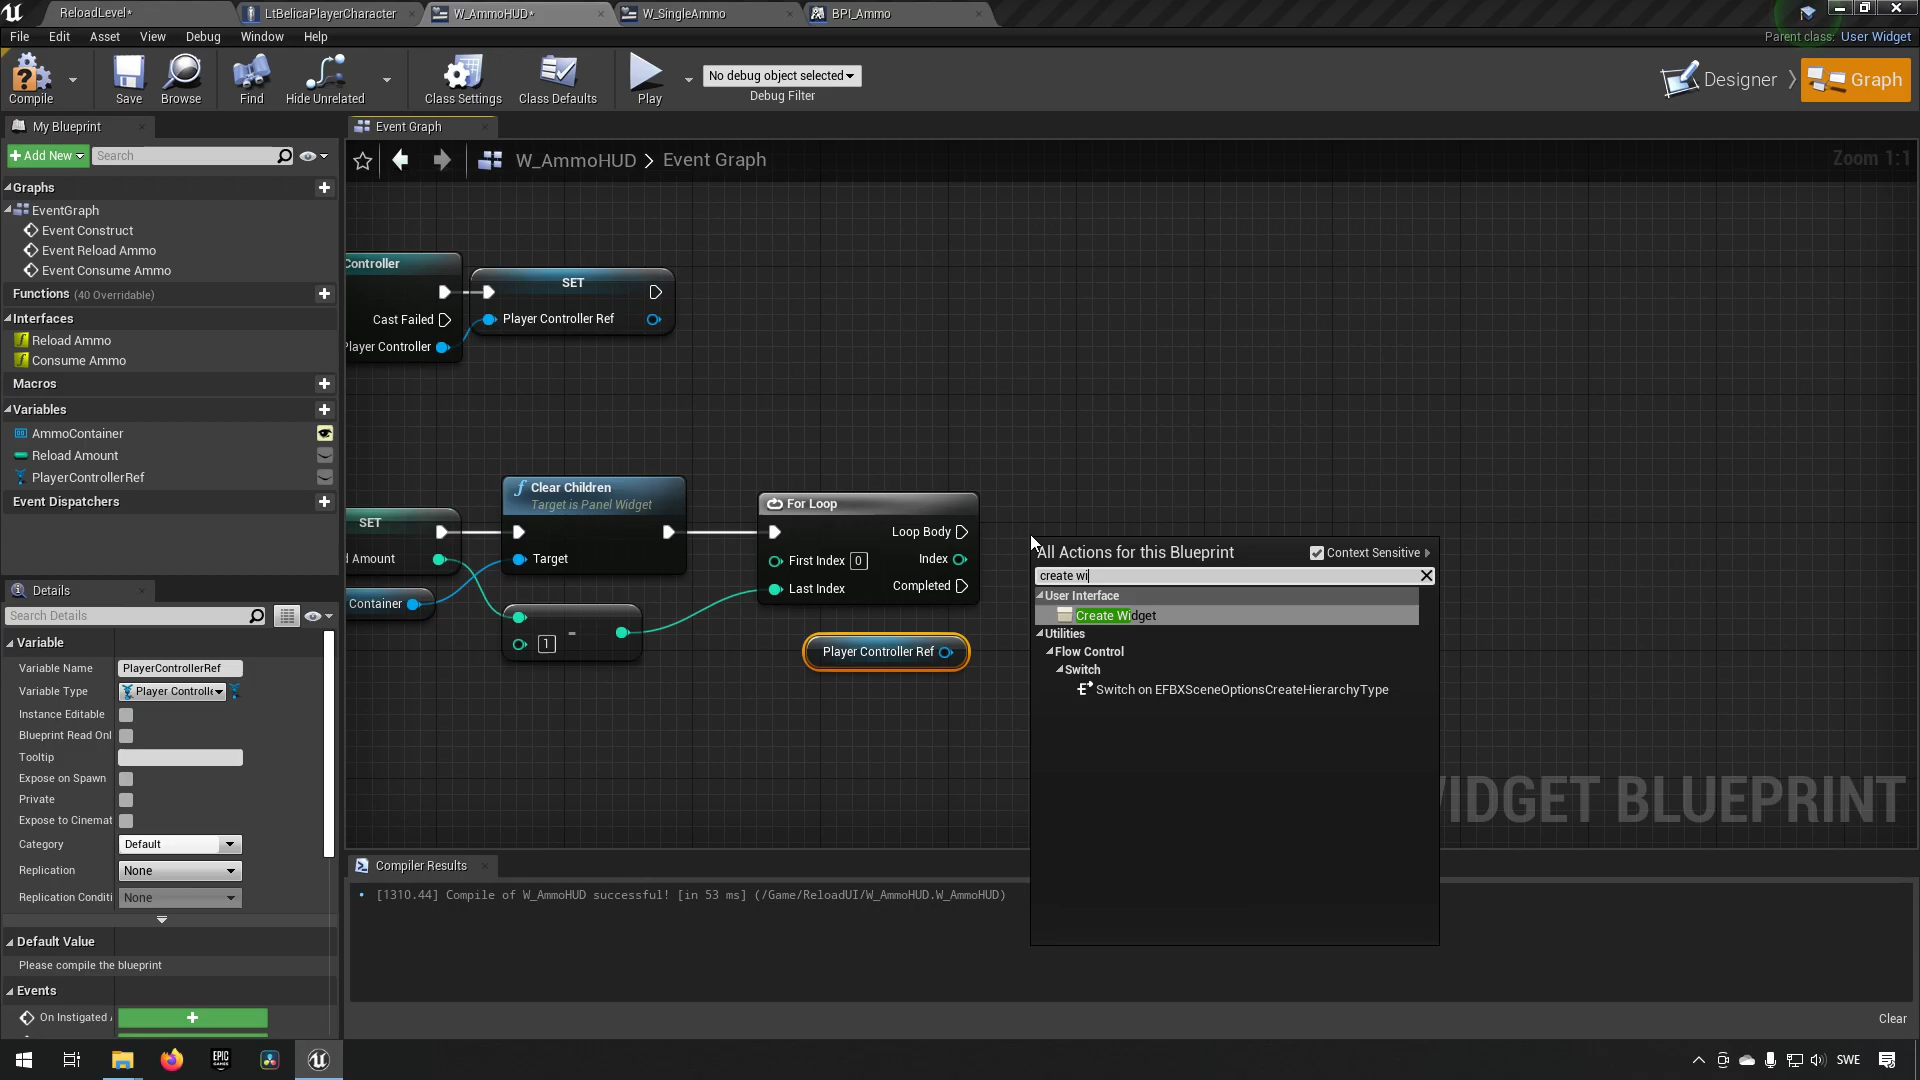 ReloadLevel*
LtBelicaPlayerCharacter
W_AmmoHUD*
W_SingleAmmo
BPI_Ammo
File Edit Asset View Debug Window Help
Parent class: User Widget
Compile
Save
Browse
Find
Hide Unrelated
Class Settings
Class Defaults
Play
No debug object selected
Debug Filter
Designer
Graph
My Blueprint
Add New
Search
Graphs
EventGraph
Event Construct
Event Reload Ammo
Event Consume Ammo
Functions (40 Overridable)
Interfaces
Reload Ammo
Consume Ammo
Macros
Variables
AmmoContainer
Reload Amount
PlayerControllerRef
Event Dispatchers
Details
Search Details
Variable
Variable Name PlayerControllerRef
Variable Type Player Controlle
Instance Editable
Blueprint Read Onl
Tooltip
Expose on Spawn
Private
Expose to Cinemat
Category Default
Replication None
Replication Conditi None
Default Value
Please compile the blueprint
Events
On Instigated
Event Graph
W_AmmoHUD > Event Graph
Zoom 1:1
Controller
Cast Failed
Player Controller
SET
Player Controller Ref
SET
d Amount
Container
Clear Children
Target is Panel Widget
Target
1
-
For Loop
Loop Body
First Index 0
Index
Last Index
Completed
Player Controller Ref
All Actions for this Blueprint
Context Sensitive
create wi
User Interface
Create Widget
Utilities
Flow Control
Switch
Switch on EFBXSceneOptionsCreateHierarchyType
WIDGET BLUEPRINT
Compiler Results
[1310.44] Compile of W_AmmoHUD successful! [in 53 ms] (/Game/ReloadUI/W_AmmoHUD.W_AmmoHUD)
Clear
EPIC
GAMES
SWE